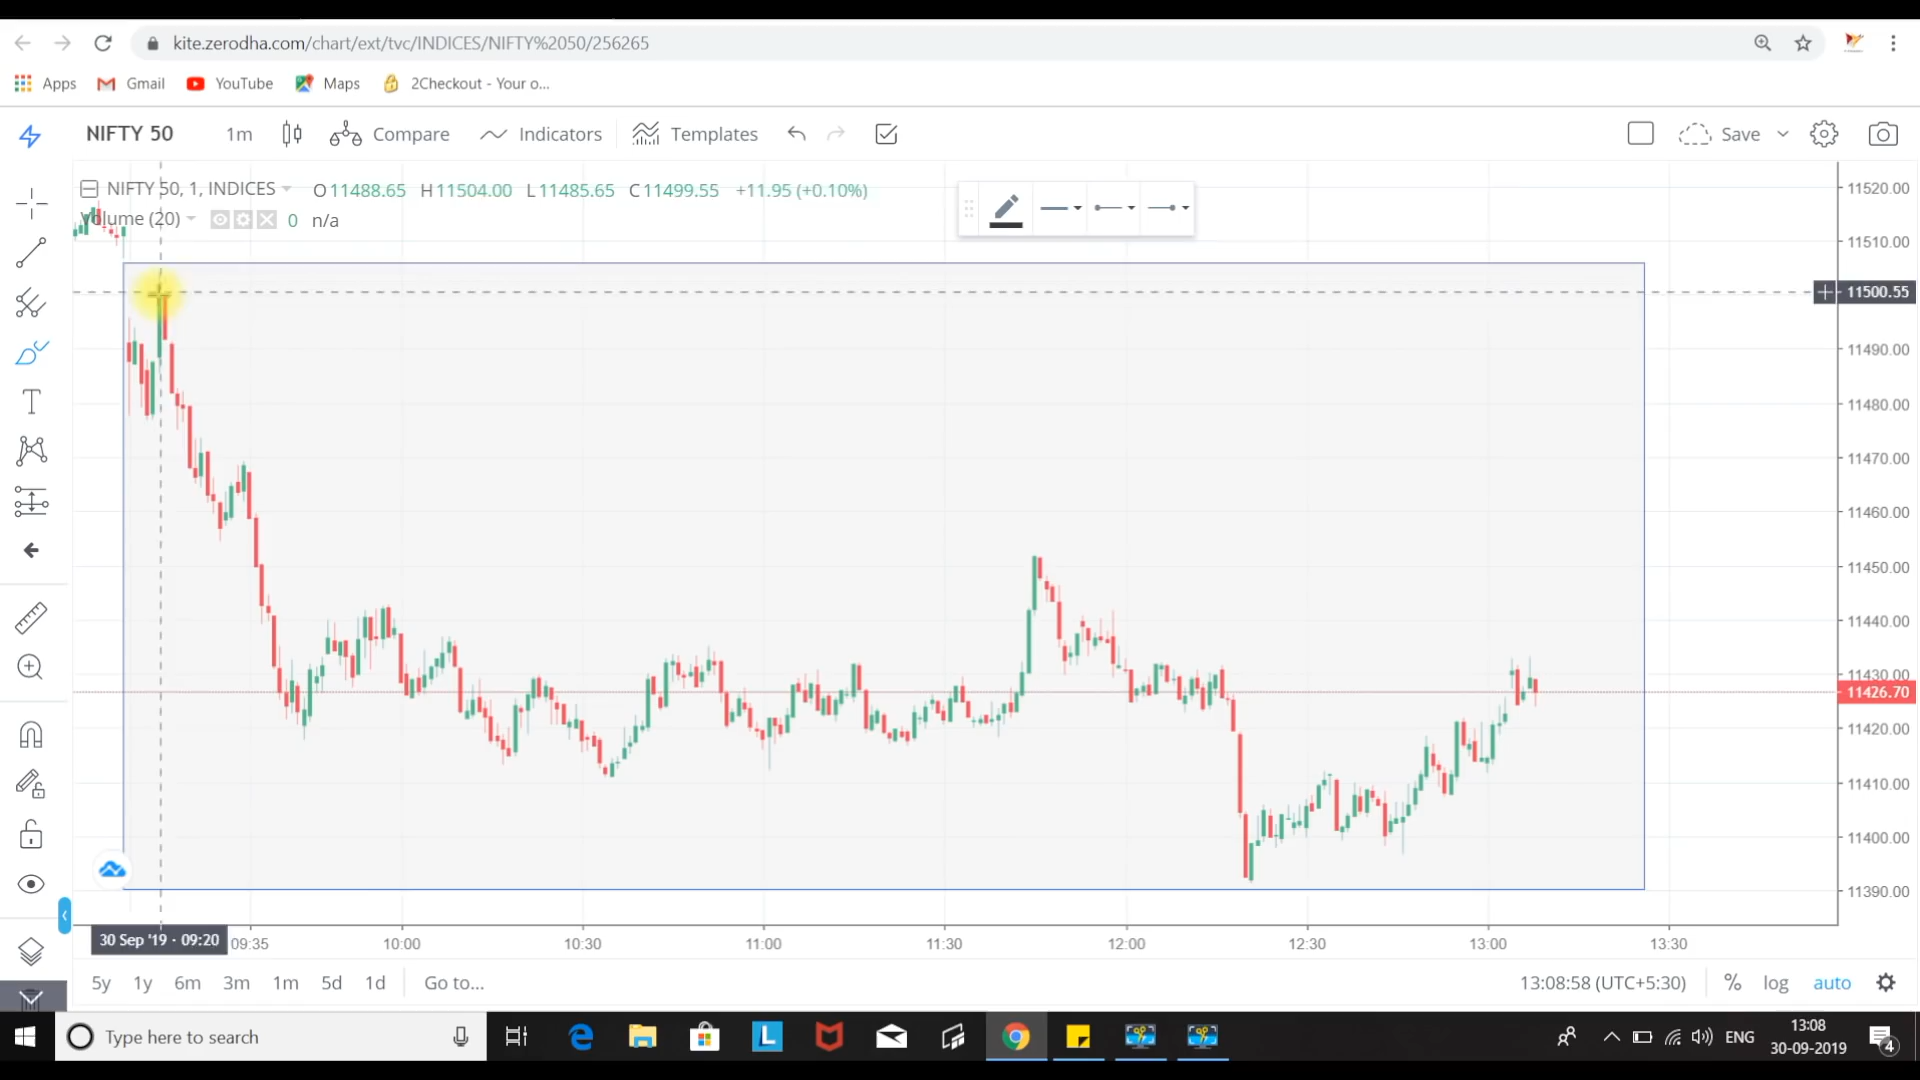 kite.zerodha.com/chart/ext/tvc/INDICES/NIFTY%2050/256265
Apps Gmail YouTube Maps 2Checkout - Your o...
NIFTY 50 1m Compare Indicators Templates Save
NIFTY 50, 1, INDICES O11488.65 H11504.00 L11485.65 C11499.55 +11.95 (+0.10%)
Volume (20) 0 n/a
11520.00
11510.00
11500.55
11490.00
11480.00
11470.00
11460.00
11450.00
11440.00
11430.00
11426.70
11420.00
11410.00
11400.00
11390.00
30 Sep '19 · 09:20 09:35 10:00 10:30 11:00 11:30 12:00 12:30 13:00 13:30
5y 1y 6m 3m 1m 5d 1d Go to... 13:08:58 (UTC+5:30) % log auto
Type here to search ENG 13:08
30-09-2019 4